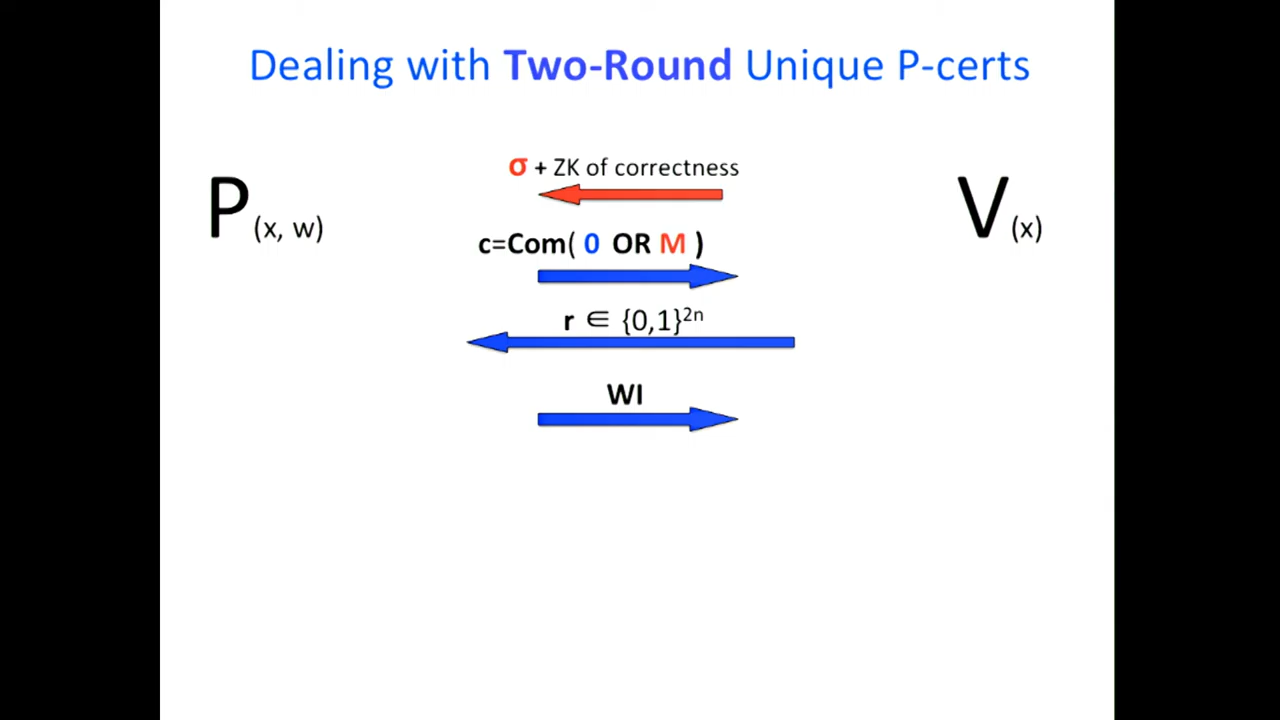 Dealing with Two-Round Unique P-certs
σ + ZK of correctness
P (x, w)
V (x)
c=Com( 0 OR M )
r ∈ {0,1}²ⁿ
WI